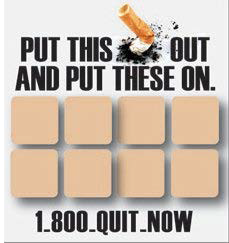 PUT THIS OUT
AND PUT THESE ON.
1-800-QUIT-NOW